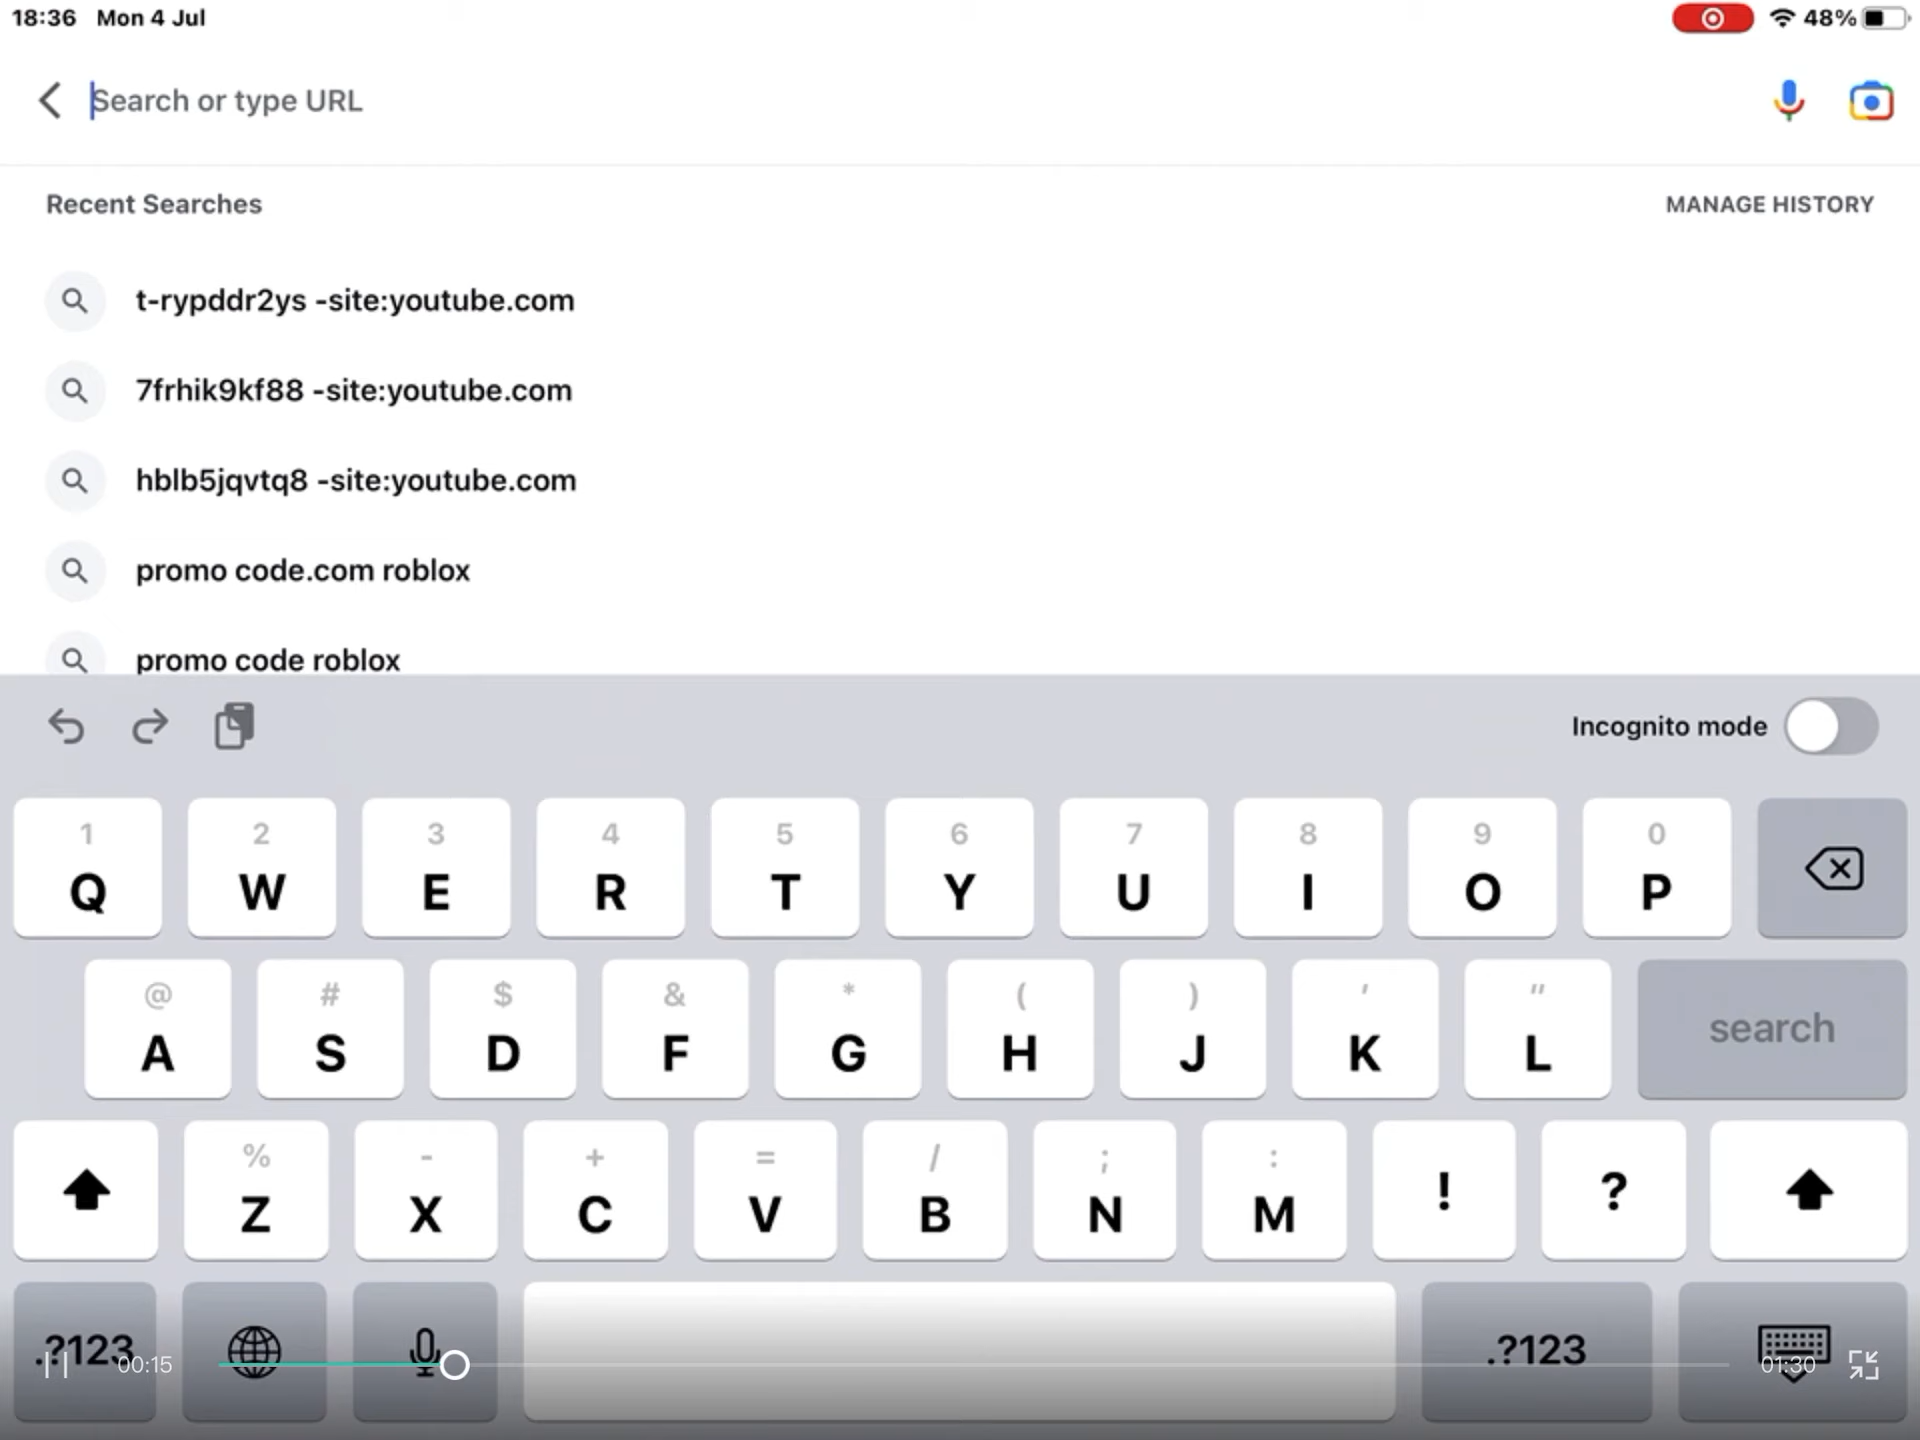 18:36 Mon 4 Jul 48%
Search or type URL
Recent Searches MANAGE HISTORY
t-rypddr2ys -site:youtube.com
7frhik9kf88 -site:youtube.com
hblb5jqvtq8 -site:youtube.com
promo code.com roblox
promo code roblox
Incognito mode
1 2 3 4 5 6 7 8 9 0
Q W E R T Y U I O P
@ # $ & * ( ) ' "
A S D F G H J K L search
% - + = / ; :
Z X C V B N M ! ?
.?123 .?123
00:15 01:30